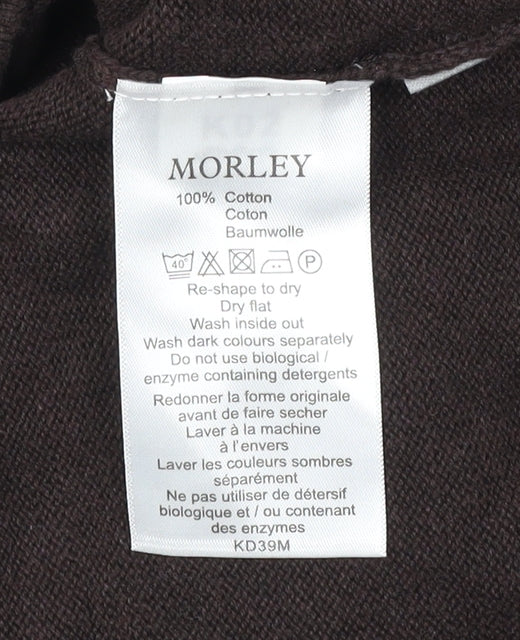 MORLEY
100% Cotton
Coton
Baumwolle
40° P
Re-shape to dry
Dry flat
Wash inside out
Wash dark colours separately
Do not use biological /
enzyme containing detergents
Redonner la forme originale
avant de faire secher
Laver à la machine
à l'envers
Laver les couleurs sombres
séparément
Ne pas utiliser de détersif
biologique et / ou contenant
des enzymes
KD39M